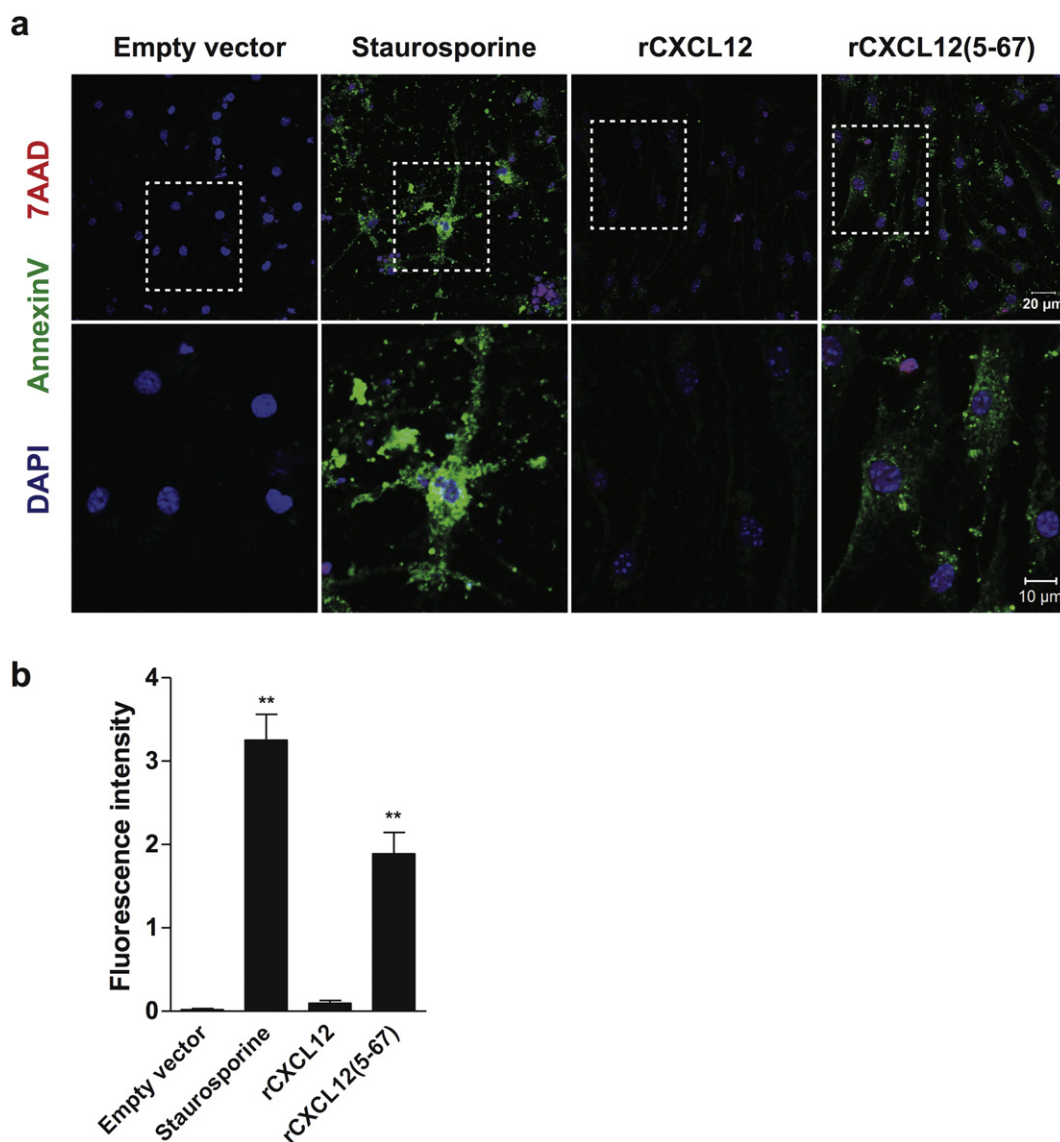 a
Empty vector Staurosporine rCXCL12 rCXCL12(5-67)
DAPI AnnexinV 7AAD
20 µm
10 µm
b
Fluorescence intensity
4
3
2
1
0
**
**
Empty vector
Staurosporine
rCXCL12
rCXCL12(5-67)